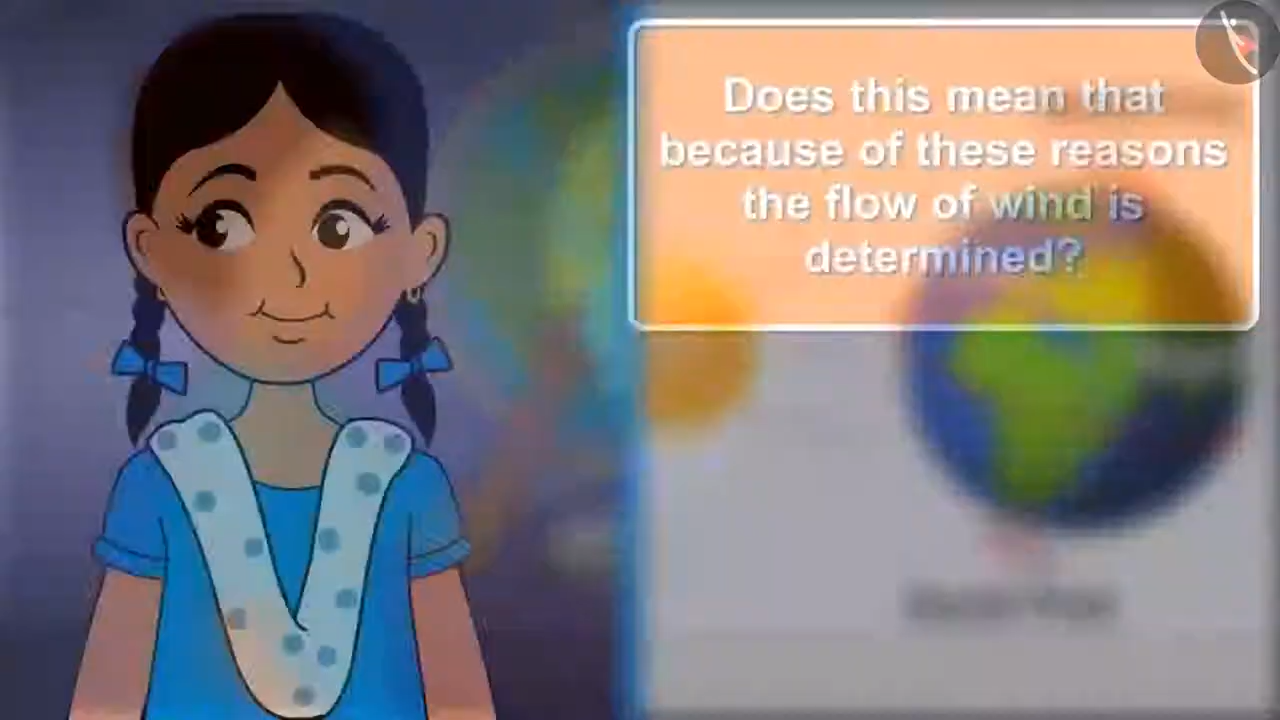 Does this mean that
because of these reasons
the flow of wind is
determined?